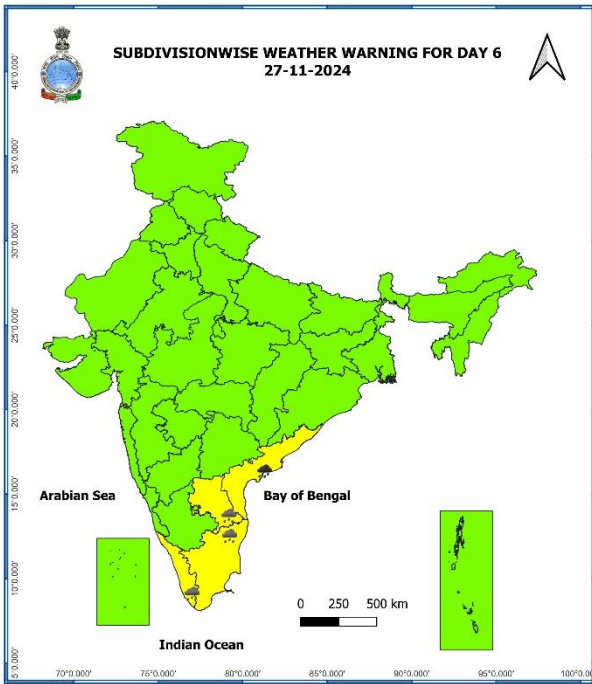 SUBDIVISIONWISE WEATHER WARNING FOR DAY 6
27-11-2024
40°0.000'
35°0.000'
30°0.000'
25°0.000'
20°0.000'
15°0.000'
10°0.000'
5°0.000'
Arabian Sea
Bay of Bengal
0 250 500 km
Indian Ocean
70°0.000' 75°0.000' 80°0.000' 85°0.000' 90°0.000' 95°0.000' 100°0.0